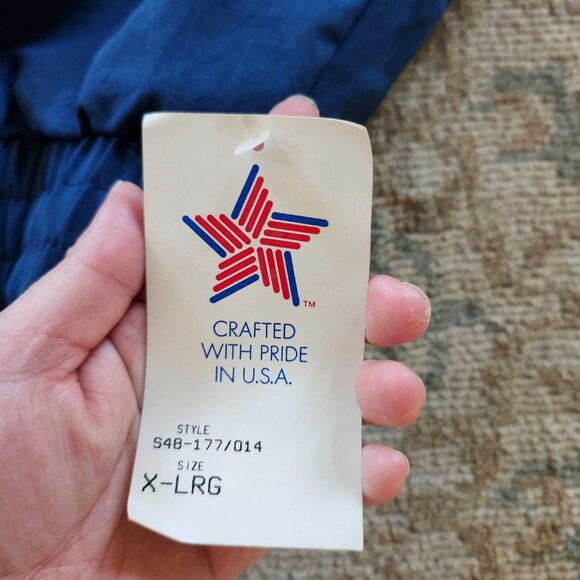 TM
CRAFTED
WITH PRIDE
IN U.S.A.
STYLE
S48-177/014
SIZE
X-LRG